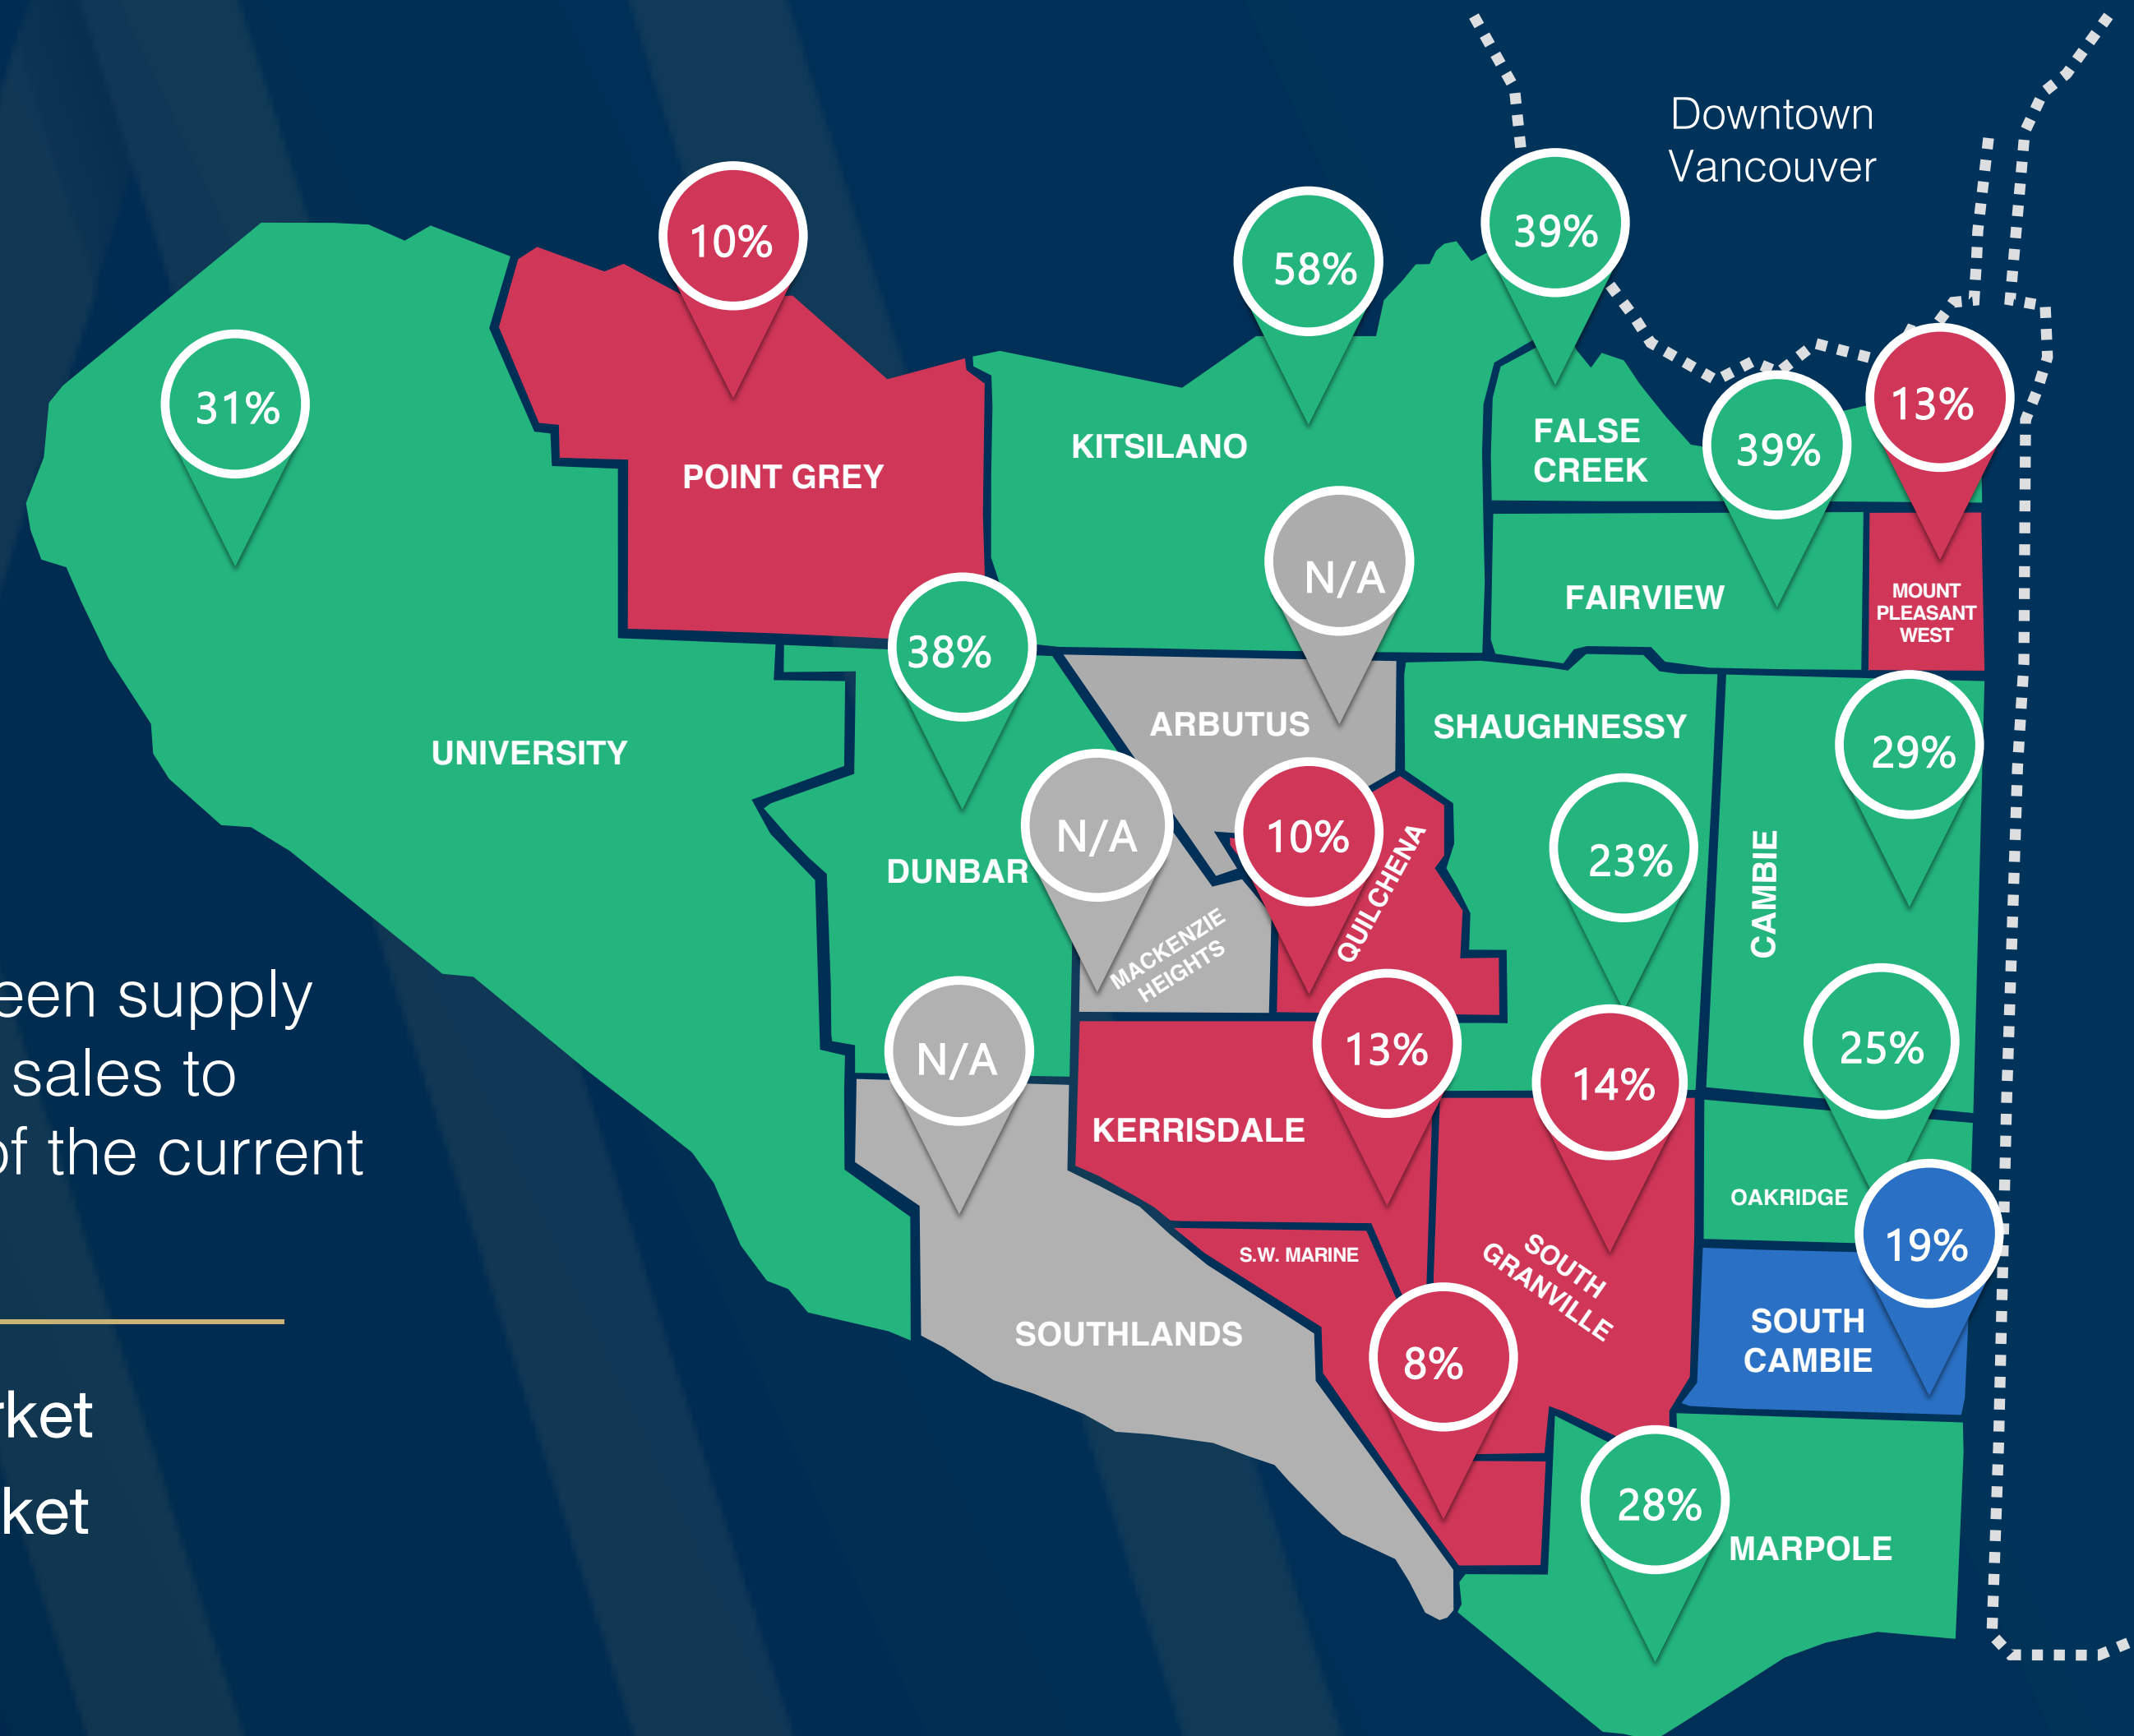 Downtown
Vancouver
10%
58%
39%
31%
13%
39%
POINT GREY
KITSILANO
FALSE
CREEK
N/A
FAIRVIEW
MOUNT
PLEASANT
WEST
38%
UNIVERSITY
ARBUTUS
SHAUGHNESSY
29%
DUNBAR
N/A
10%
QUILCHENA
23%
CAMBIE
MACKENZIE
HEIGHTS
een supply
sales to
of the current
N/A
13%
14%
25%
KERRISDALE
OAKRIDGE
S.W. MARINE
SOUTH
GRANVILLE
19%
SOUTHLANDS
SOUTH
CAMBIE
8%
rket
ket
28%
MARPOLE